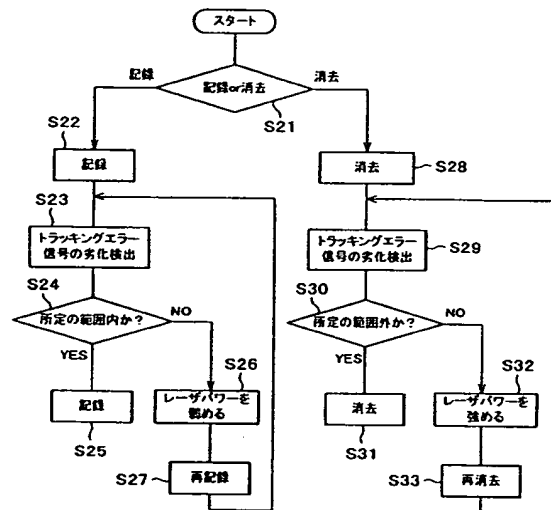 スタート
記録
消去
記録or消去
S21
S22
記録
消去
S28
S23
トラッキングエラー
信号の劣化検出
トラッキングエラー
信号の劣化検出
S29
S24
所定の範囲内か?
NO
YES
S30
所定の範囲外か?
NO
YES
S26
レーザパワーを
弱める
記録
S25
S27
再記録
S32
レーザパワーを
強める
消去
S31
S33
再消去